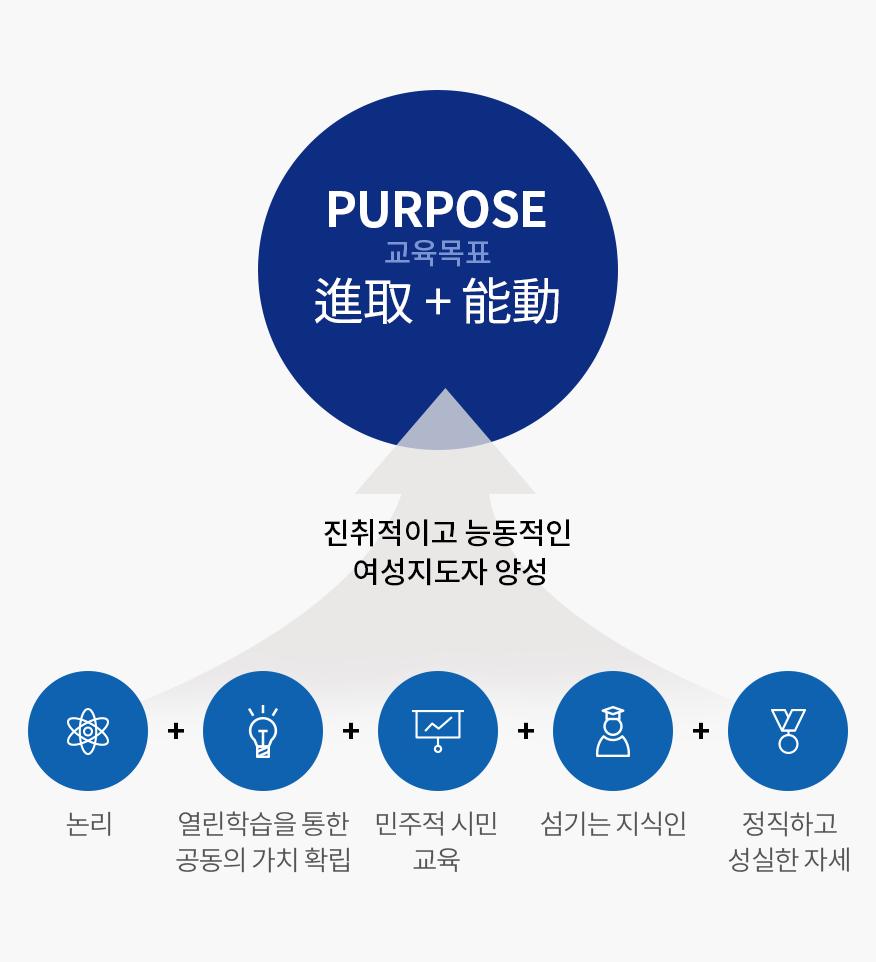 PURPOSE
교육목표
進取 + 能動
진취적이고 능동적인
여성지도자 양성
+ + + +
논리
열린학습을 통한
공동의 가치 확립
민주적 시민
교육
섬기는 지식인
정직하고
성실한 자세